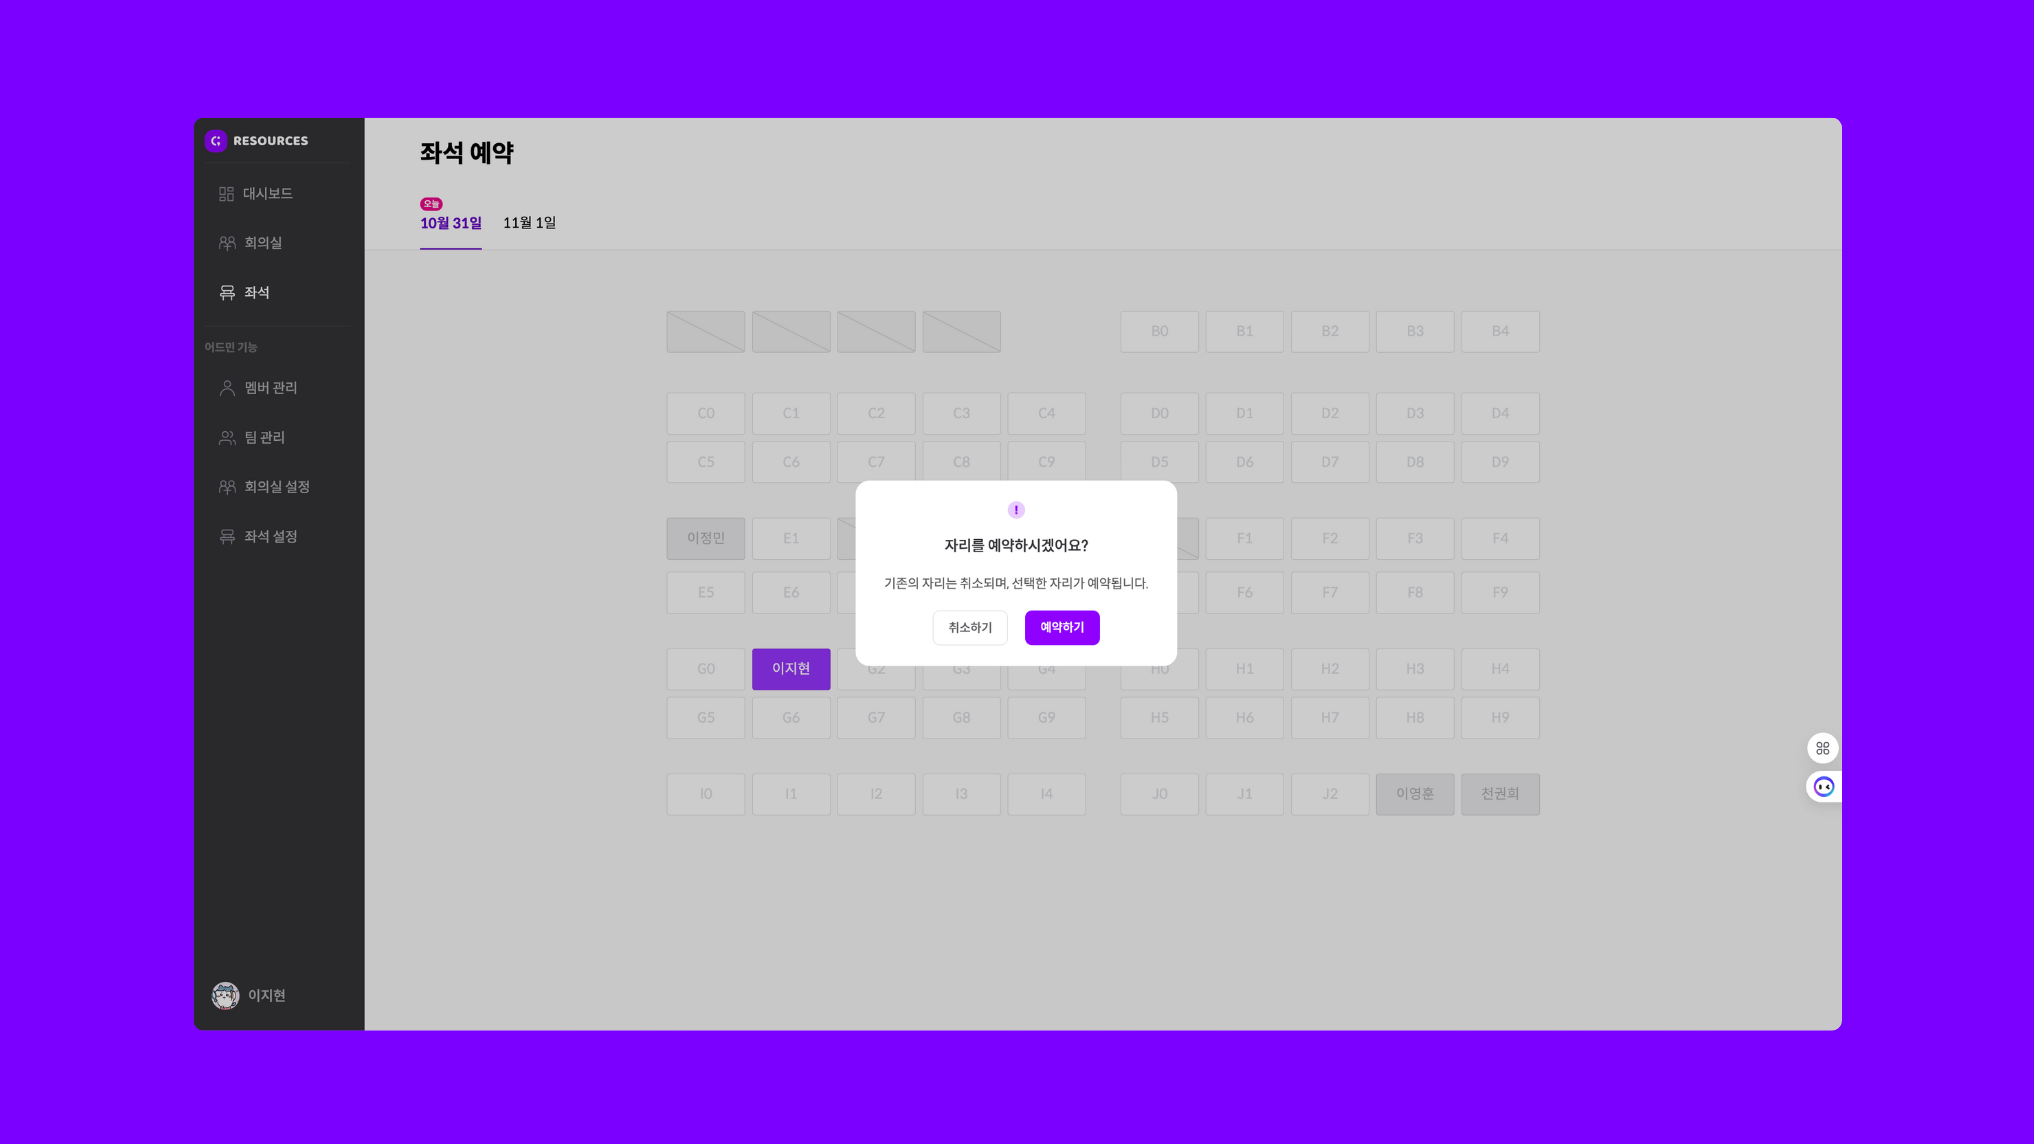 RESOURCES
대시보드
회의실
좌석
어드민 기능
멤버 관리
팀 관리
회의실 설정
좌석 설정
이지현
좌석 예약
오늘
10월 31일 11월 1일
B0 B1 B2 B3 B4
C0 C1 C2 C3 C4 D0 D1 D2 D3 D4
C5 C6 C7 C8 C9 D5 D6 D7 D8 D9
이정민 E1 F1 F2 F3 F4
E5 E6 F6 F7 F8 F9
자리를 예약하시겠어요?
기존의 자리는 취소되며, 선택한 자리가 예약됩니다.
취소하기 예약하기
G0 이지현 G2 G3 G4 H0 H1 H2 H3 H4
G5 G6 G7 G8 G9 H5 H6 H7 H8 H9
I0 I1 I2 I3 I4 J0 J1 J2 이영훈 천권희